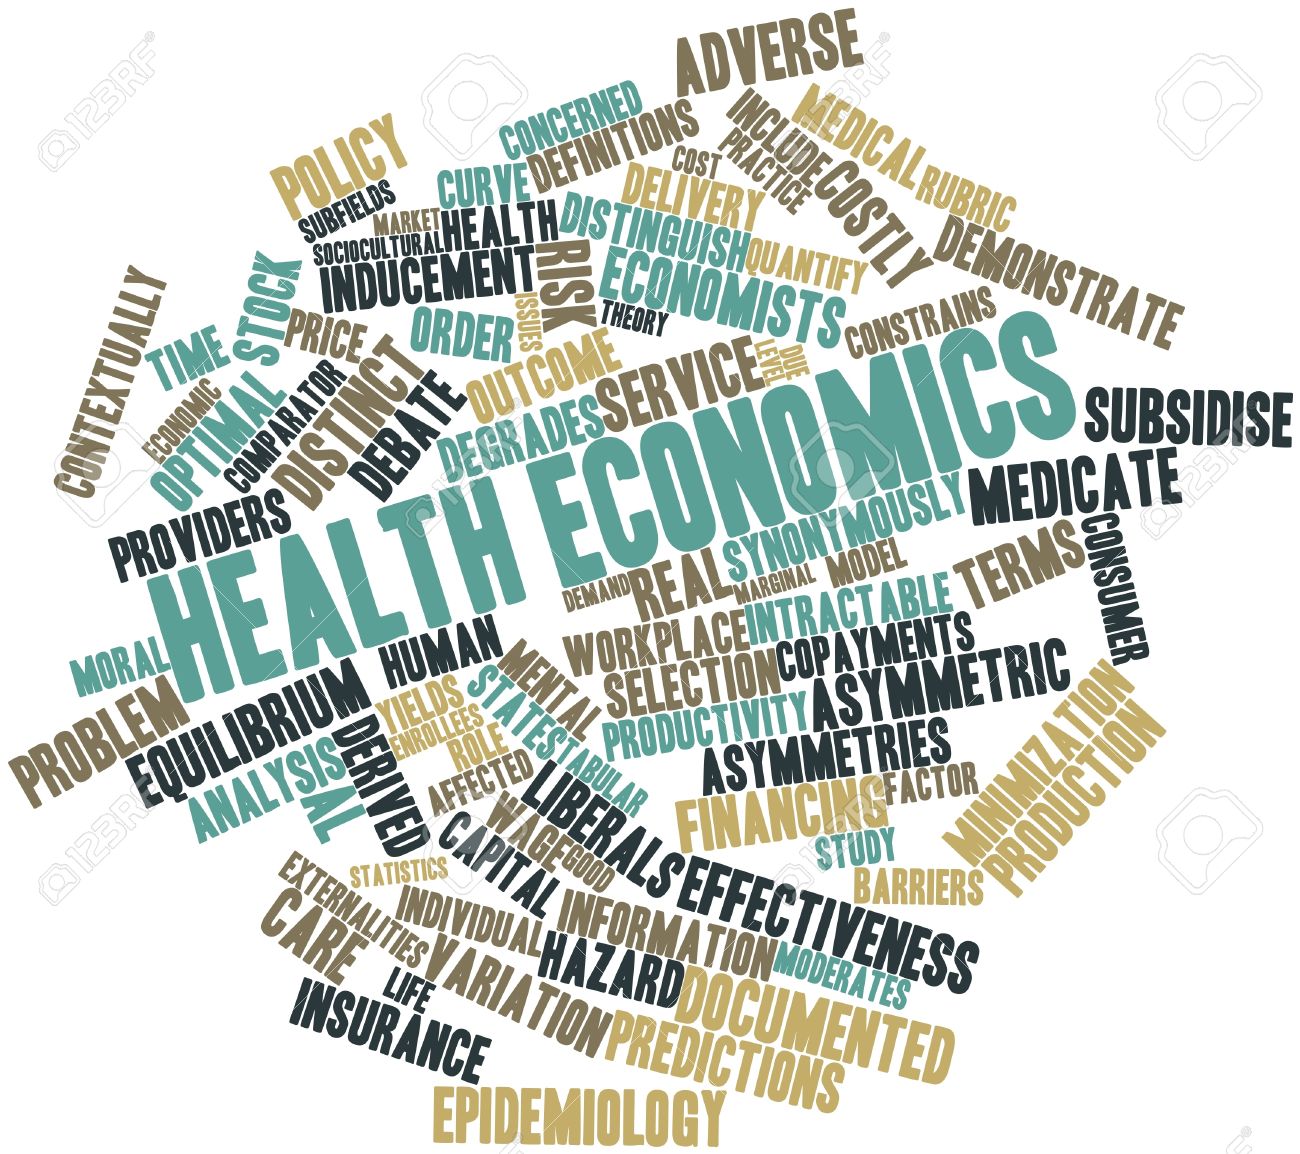 ADVERSE
CONCERNED
DEFINITIONS
INCLUDE
PRACTICE
MEDICAL
RUBRIC
COSTLY
DEMONSTRATE
POLICY
SUBFIELDS
CURVE
COST
DELIVERY
MARKET
SOCIOCULTURAL
HEALTH
INDUCEMENT
DISTINGUISH
QUANTIFY
ECONOMISTS
RISK
ISSUES
THEORY
CONSTRAINS
CONTEXTUALLY
TIME
STOCK
PRICE
ORDER
OUTCOME
SERVICE
LEVEL
DUE
ECONOMIC
OPTIMAL
COMPARATOR
DISTINCT
DEBATE
DEGRADES
SUBSIDISE
PROVIDERS
HEALTH ECONOMICS
SYNONYMOUSLY
MEDICATE
CONSUMER
DEMAND
REAL
MARGINAL
MODEL
TERMS
MORAL
PROBLEM
EQUILIBRIUM
HUMAN
MENTAL
WORKPLACE
INTRACTABLE
SELECTION
COPAYMENTS
PRODUCTIVITY
ASYMMETRIC
ASYMMETRIES
ANALYSIS
AL
DERIVED
YIELDS
ENROLLEES
ROLE
STATES
TABULAR
AFFECTED
FINANCING
FACTOR
MINIMIZATION
PRODUCTION
WAGE
LIBERALS
CAPITAL
GOOD
STUDY
BARRIERS
STATISTICS
EFFECTIVENESS
EXTERNALITIES
CARE
INDIVIDUAL
INFORMATION
MODERATES
VARIATION
HAZARD
DOCUMENTED
LIFE
INSURANCE
PREDICTIONS
EPIDEMIOLOGY
123RF